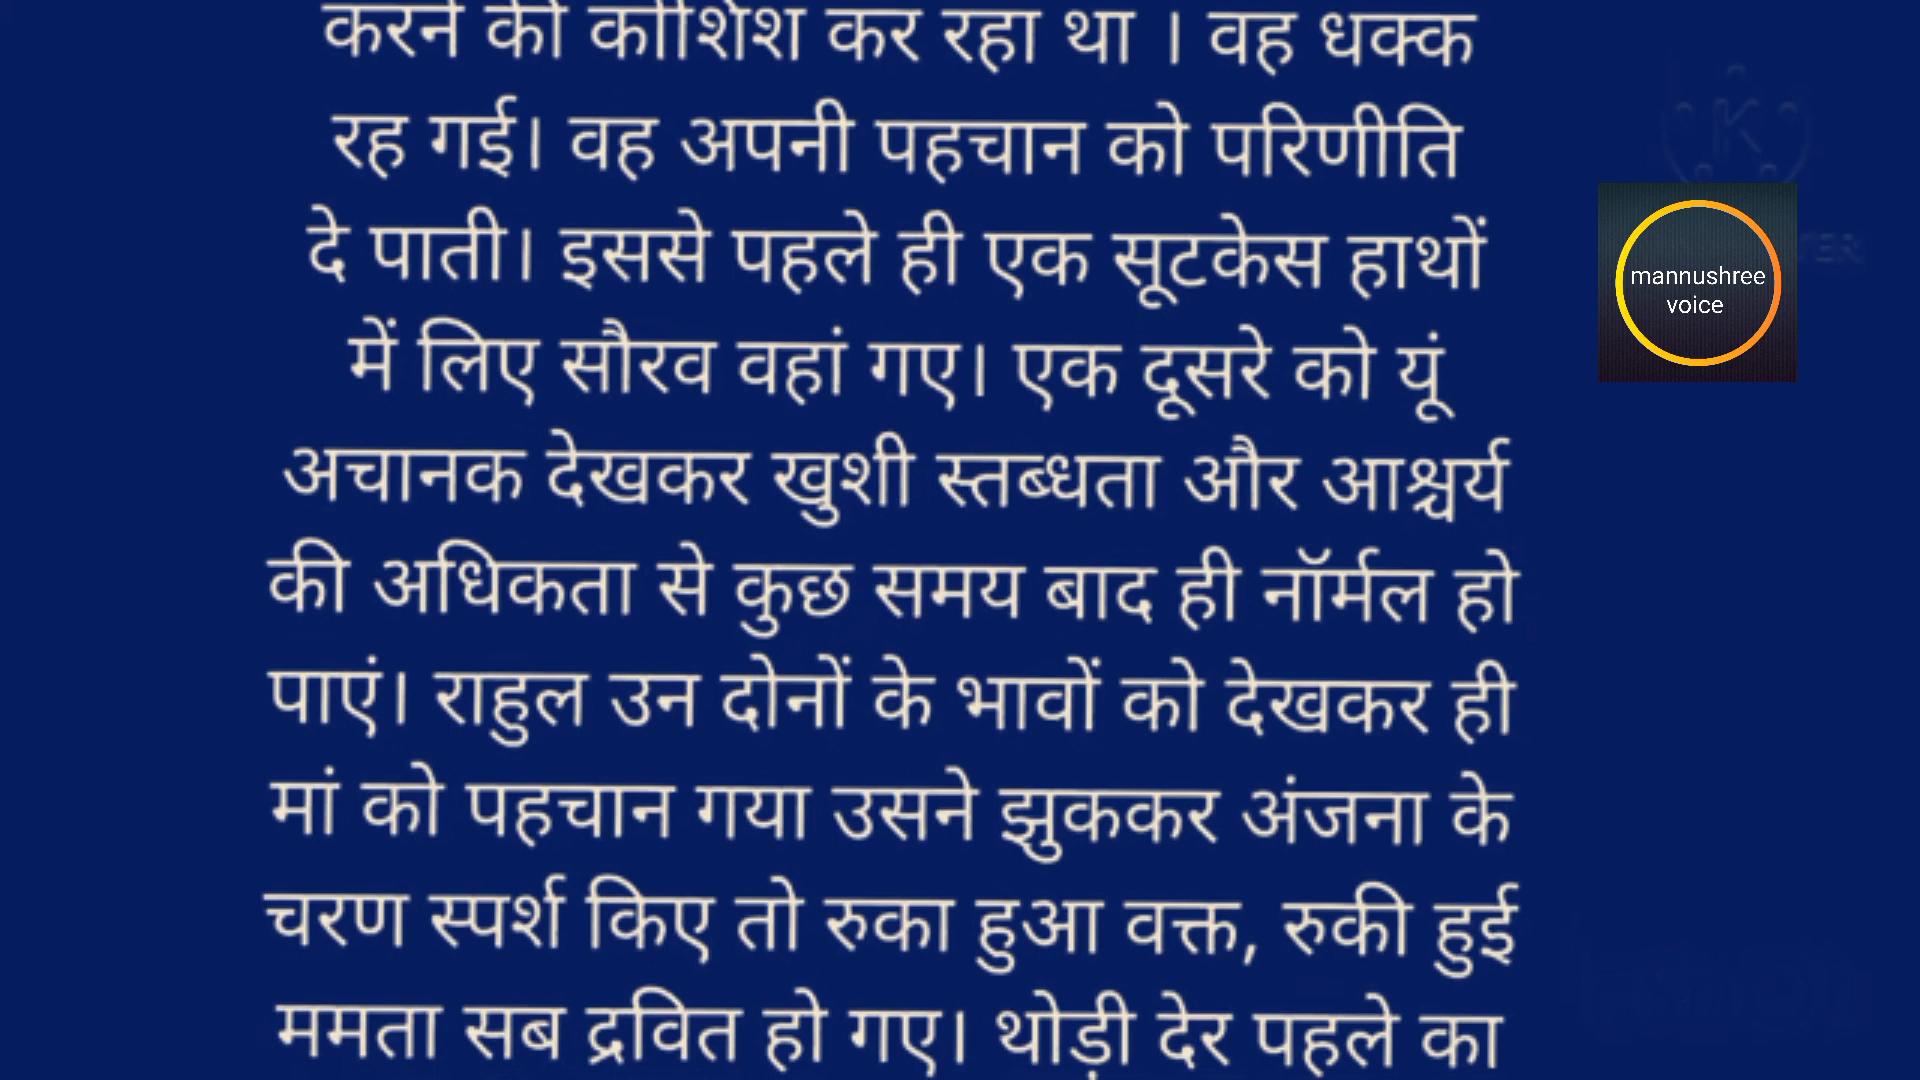 करने की कोशिश कर रहा था । वह धक्क
रह गई। वह अपनी पहचान को परिणीति
दे पाती। इससे पहले ही एक सूटकेस हाथों
में लिए सौरव वहां गए। एक दूसरे को यूं
अचानक देखकर खुशी स्तब्धता और आश्चर्य
की अधिकता से कुछ समय बाद ही नॉर्मल हो
पाएं। राहुल उन दोनों के भावों को देखकर ही
मां को पहचान गया उसने झुककर अंजना के
चरण स्पर्श किए तो रुका हुआ वक्त, रुकी हुई
ममता सब द्रवित हो गए। थोड़ी देर पहले का
mannushree
voice